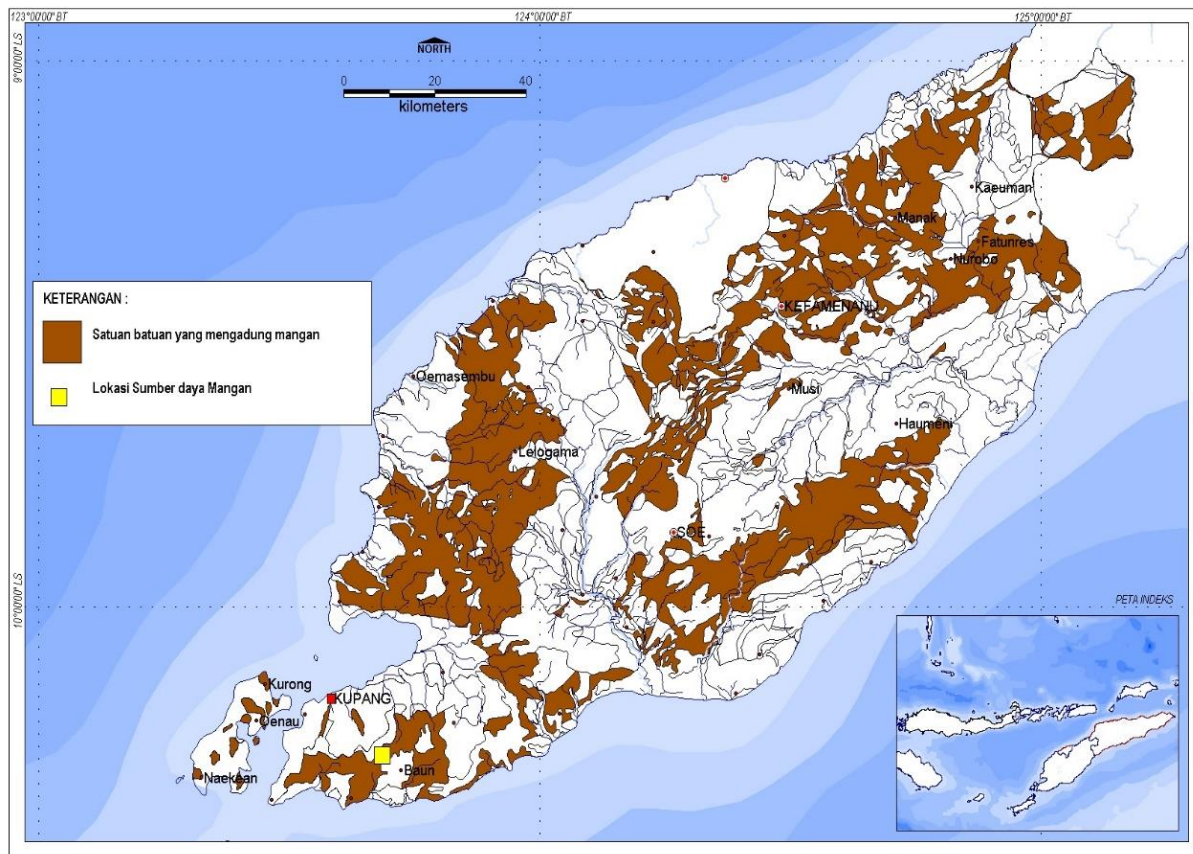 123°00'00" BT
124°00'00" BT
125°00'00" BT
9°00'00" LS
NORTH
0 20 40
kilometers
Kaeuman
Manak
Fatunres
Nurobo
KEFAMENANU
KETERANGAN :
Satuan batuan yang mengadung mangan
Lokasi Sumber daya Mangan
Oemasembu
Musi
Haumeni
Lelogama
SOE
10°00'00" LS
PETA INDEKS
Kurong
KUPANG
Oenau
Baun
Naekean